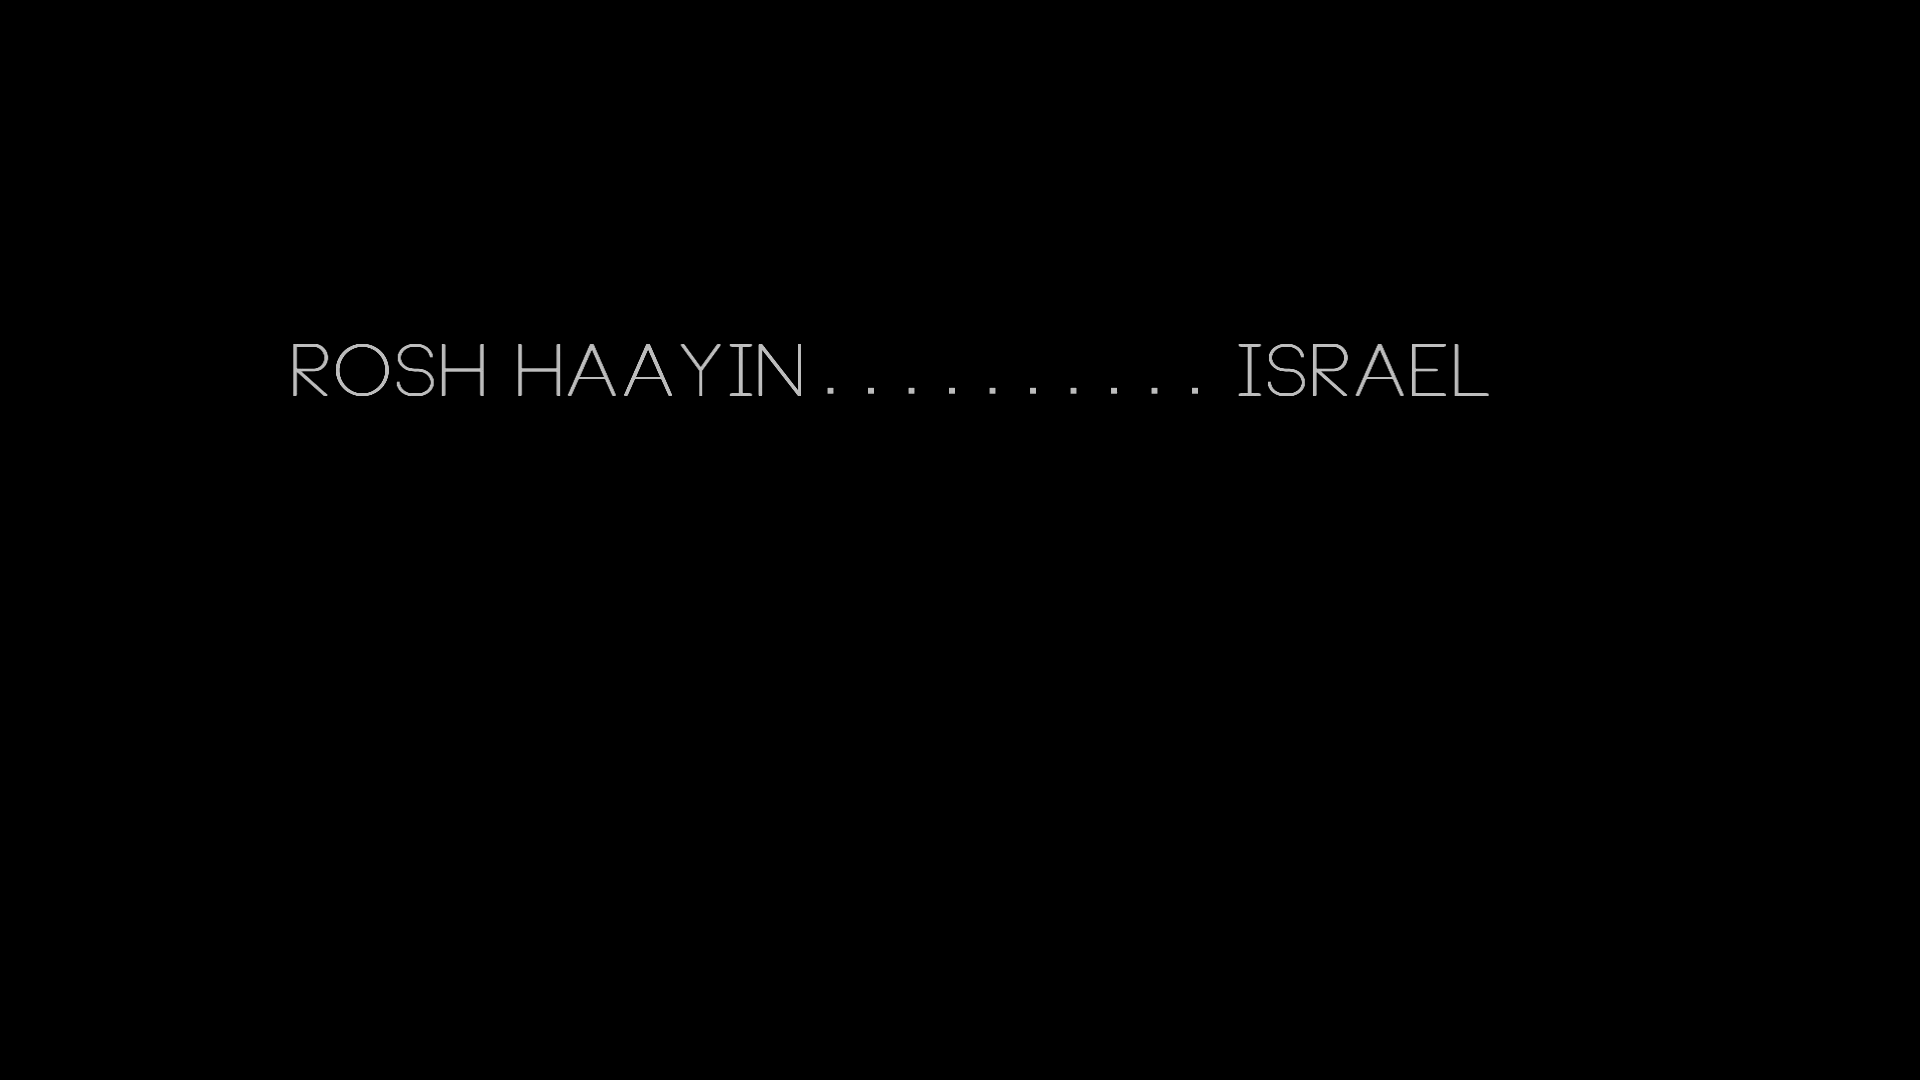 ROSH HAAYIN . . . . . . . . . . ISRAEL